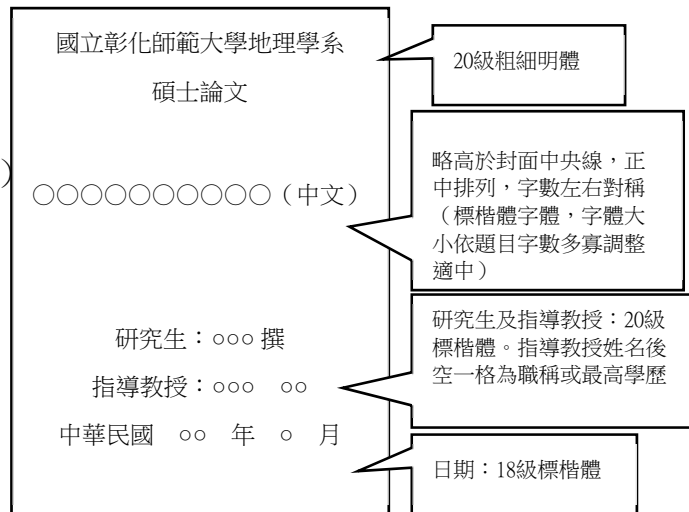 國立彰化師範大學地理學系
碩士論文
○○○○○○○○○○（中文）
研究生：○○○ 撰
指導教授：○○○　○○
中華民國　○○　年　○　月
20級粗細明體
略高於封面中央線，正
中排列，字數左右對稱
（標楷體字體，字體大
小依題目字數多寡調整
適中）
研究生及指導教授：20級
標楷體。指導教授姓名後
空一格為職稱或最高學歷
日期：18級標楷體
）